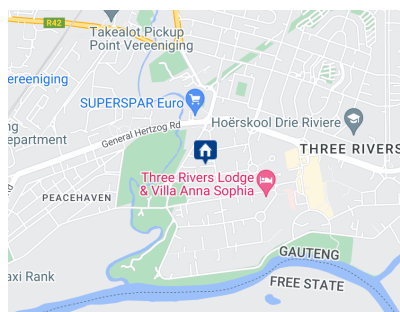 R42
Takealot Pickup
Point Vereeniging
ereeniging
SUPERSPAR Euro
Hoërskool Drie Riviere
ng
epartment
General Hertzog Rd
THREE RIVERS
Three Rivers Lodge
& Villa Anna Sophia
PEACEHAVEN
GAUTENG
axi Rank
FREE STATE